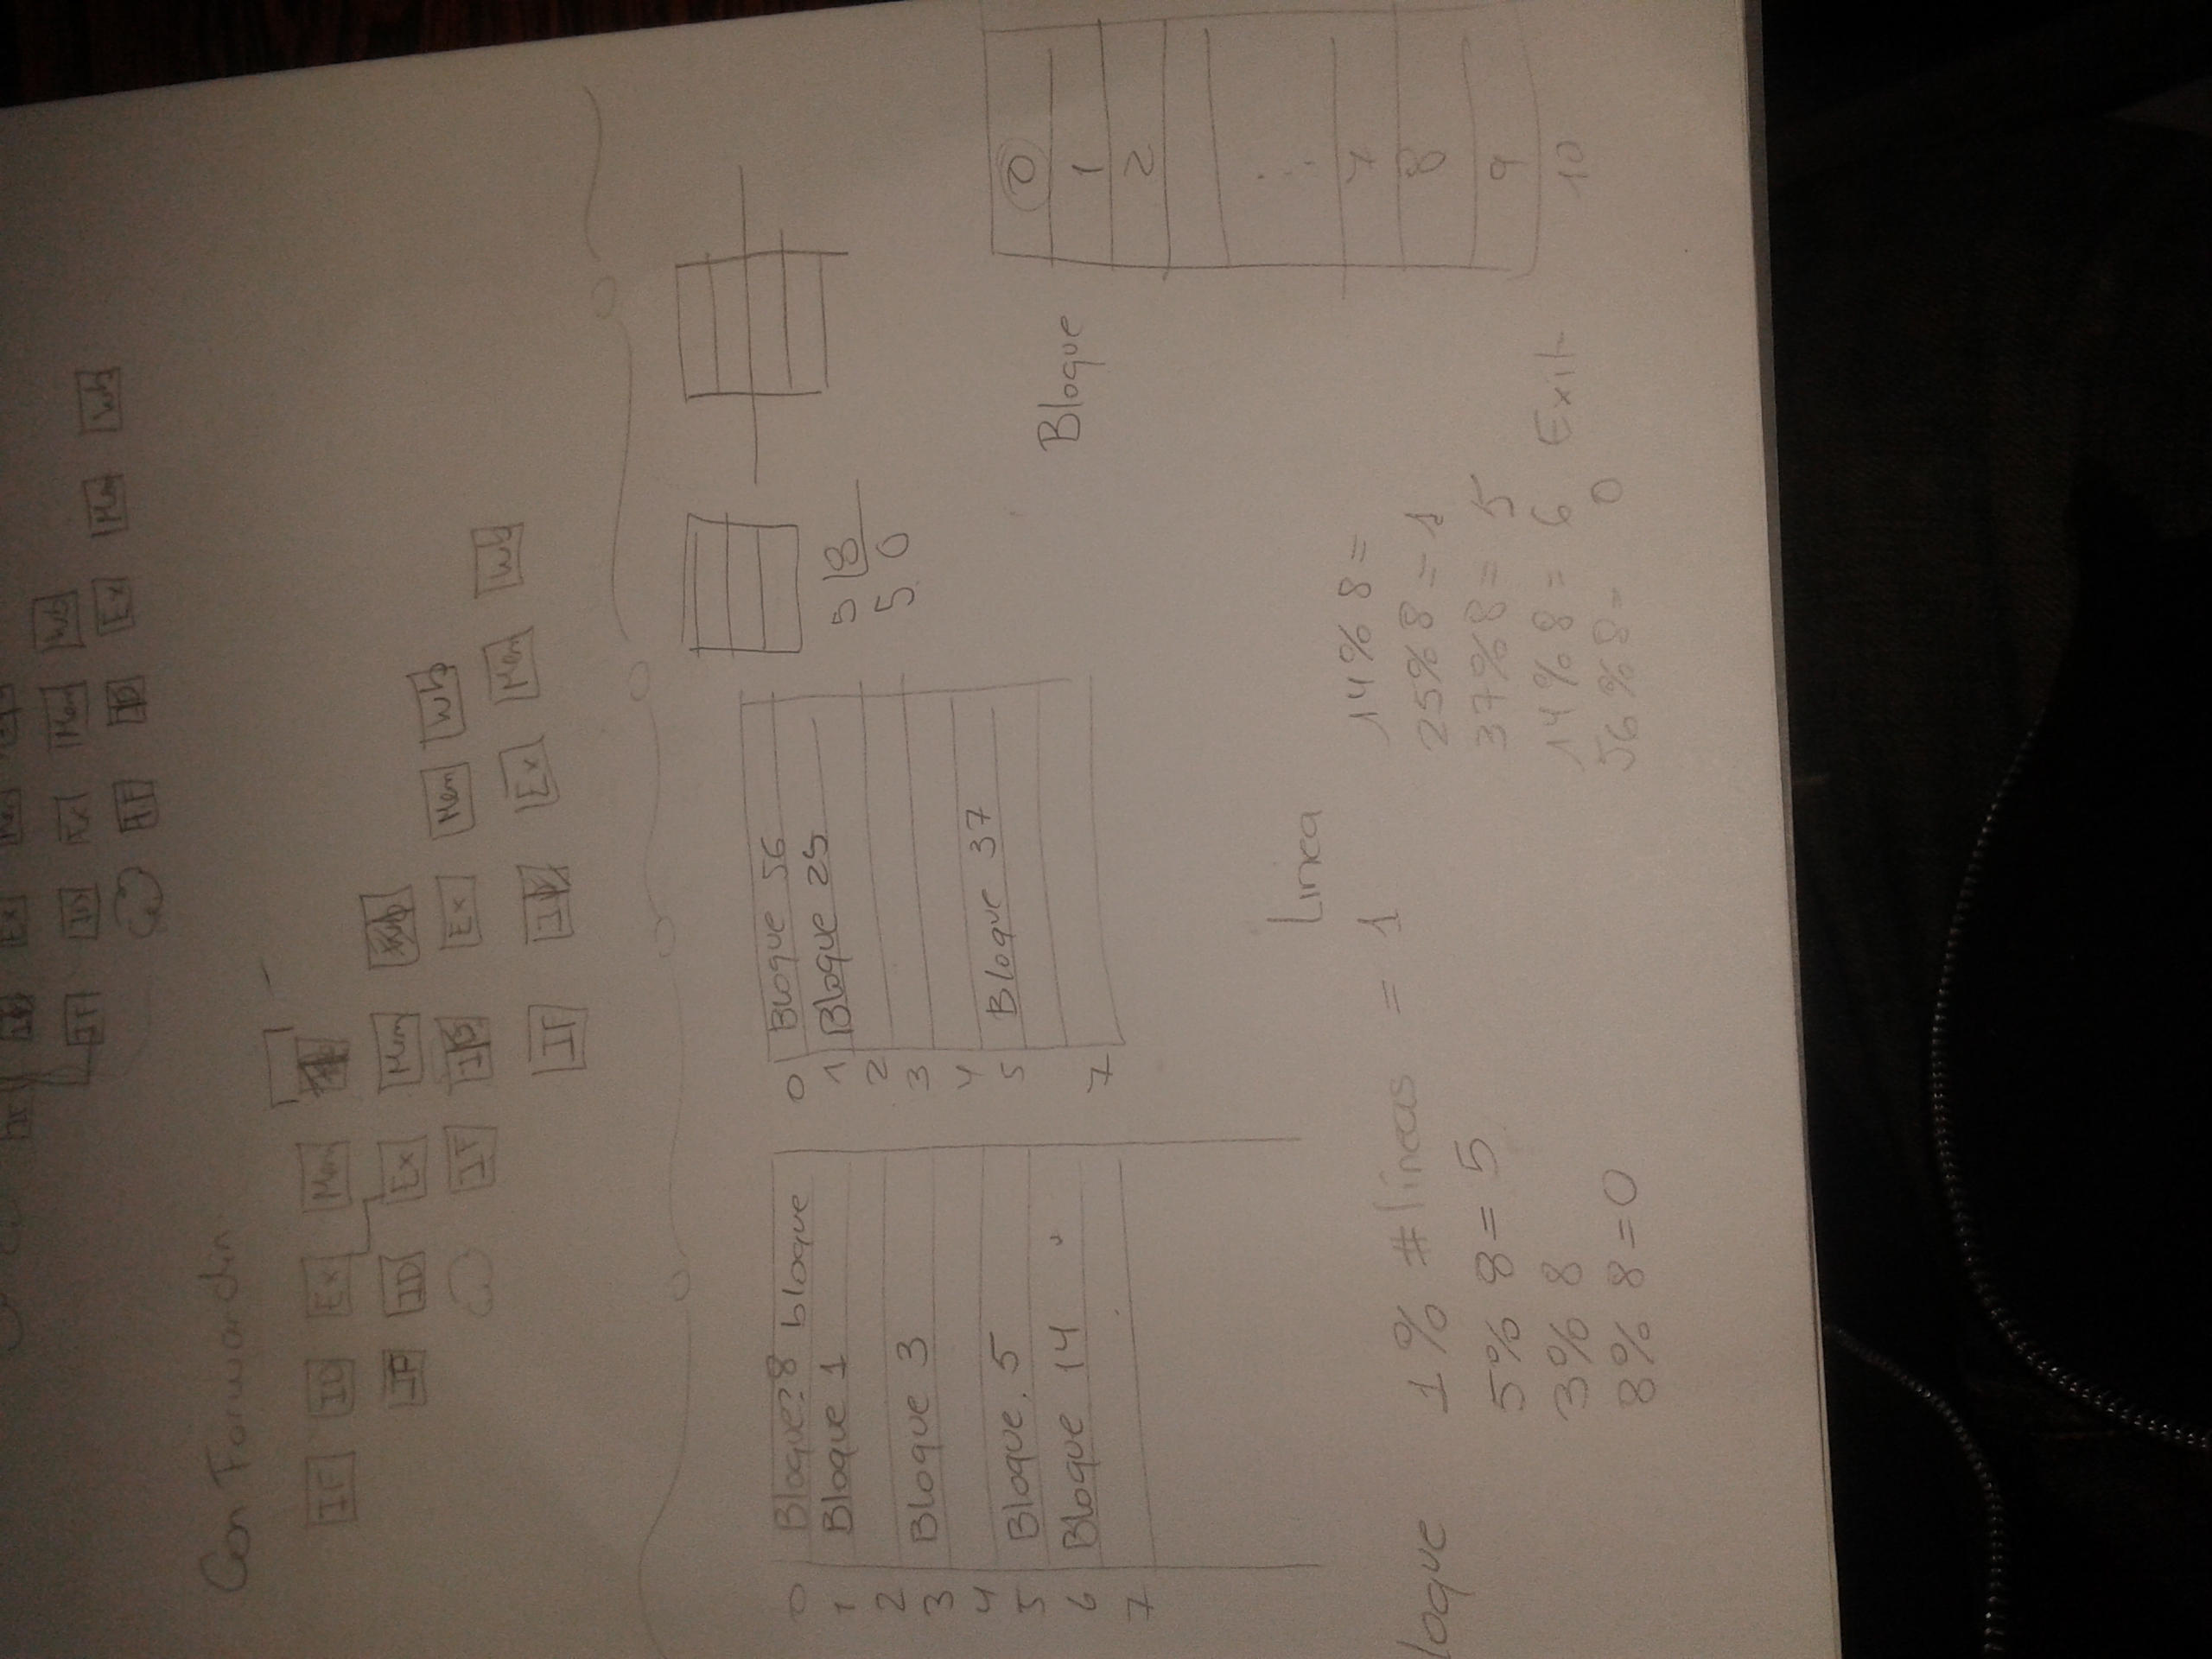 IF ID Ex Mem
IF ID Ex Mem Wb
IF ID Ex Mem Wb
Con Forwardin
IF ID Ex Mem
IF ID Ex Mem Wb
IF ID Ex Mem Wb
IF ID Ex Mem Wb
0 Bloque?8 bloque
1 Bloque 1
2
3 Bloque 3
4
5 Bloque. 5
6 Bloque 14
7
0 Bloque 56
1 Bloque 25
2
3
4
5 Bloque 37
7
5 8
5 0
Bloque
0
1
2
7
8
9
10
Linea
loque 1% #lineas = 1
5% 8=5
3% 8
8% 8=0
14% 8=
25% 8=1
37%8= 5
14%8= 6 Exit
56%8= 0